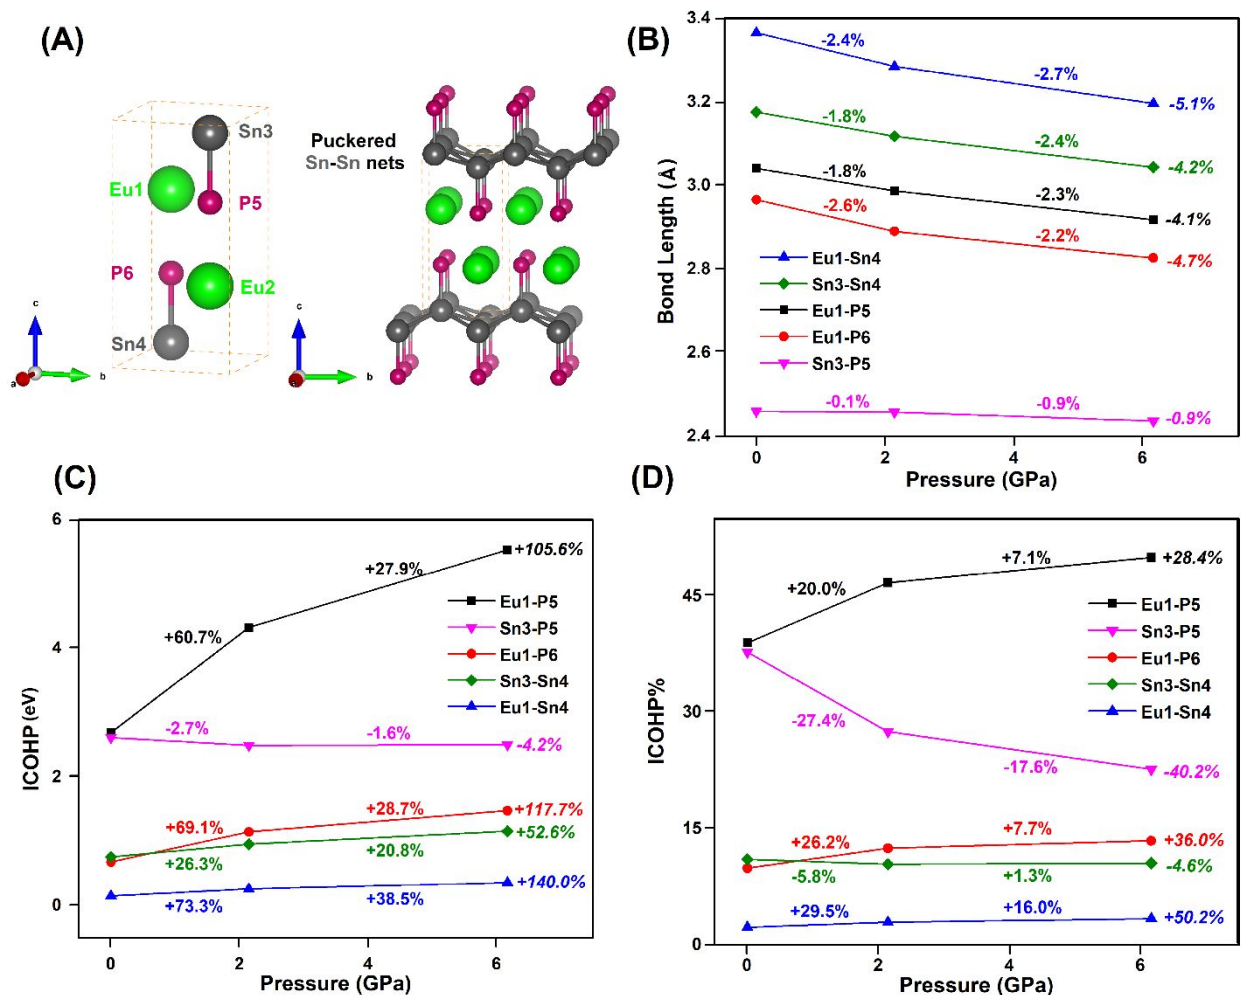 (A)
Sn3
Eu1
P5
P6
Eu2
Sn4
c
a
b
Puckered
Sn-Sn nets
c
a
b
(B)
3.4
3.2
3.0
2.8
2.6
2.4
Bond Length (Å)
-2.4%
-2.7%
-5.1%
-1.8%
-2.4%
-4.2%
-1.8%
-2.3%
-4.1%
-2.6%
-2.2%
-4.7%
Eu1-Sn4
Sn3-Sn4
Eu1-P5
Eu1-P6
Sn3-P5
-0.1%
-0.9%
-0.9%
0
2
4
6
Pressure (GPa)
(C)
6
4
2
0
ICOHP (eV)
+105.6%
+27.9%
+60.7%
Eu1-P5
Sn3-P5
Eu1-P6
Sn3-Sn4
Eu1-Sn4
-2.7%
-1.6%
-4.2%
+69.1%
+28.7%
+117.7%
+26.3%
+20.8%
+52.6%
+73.3%
+38.5%
+140.0%
0
2
4
6
Pressure (GPa)
(D)
45
30
15
0
ICOHP%
+20.0%
+7.1%
+28.4%
Eu1-P5
Sn3-P5
Eu1-P6
Sn3-Sn4
Eu1-Sn4
-27.4%
-17.6%
-40.2%
+26.2%
+7.7%
+36.0%
-5.8%
+1.3%
-4.6%
+29.5%
+16.0%
+50.2%
0
2
4
6
Pressure (GPa)